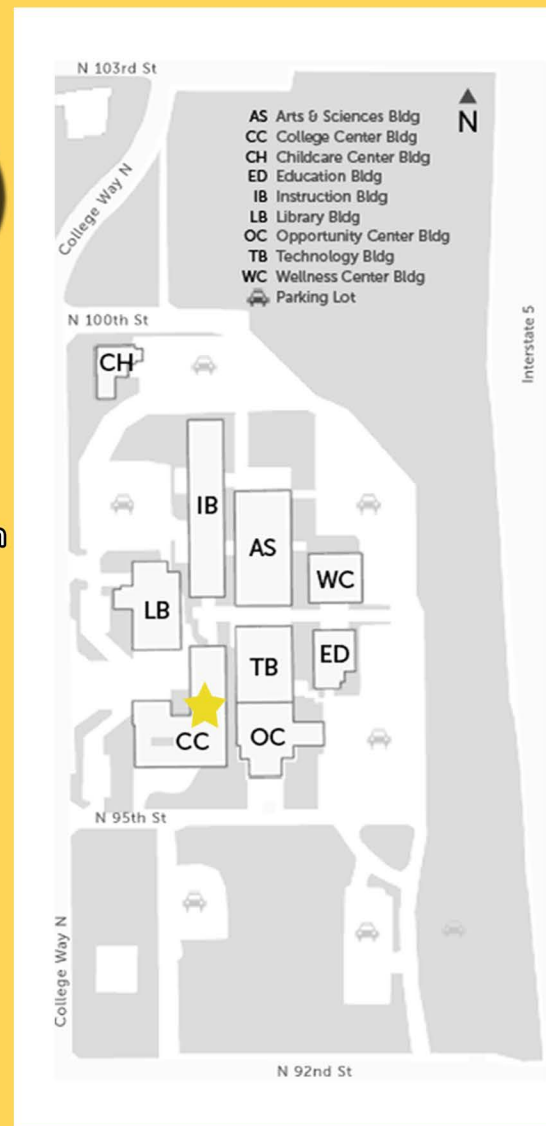 N 103rd St
N
AS Arts & Sciences Bldg
CC College Center Bldg
CH Childcare Center Bldg
ED Education Bldg
IB Instruction Bldg
LB Library Bldg
OC Opportunity Center Bldg
TB Technology Bldg
WC Wellness Center Bldg
Parking Lot
College Way N
N 100th St
Interstate 5
CH
IB
AS
WC
LB
TB
ED
CC
OC
N 95th St
College Way N
N 92nd St